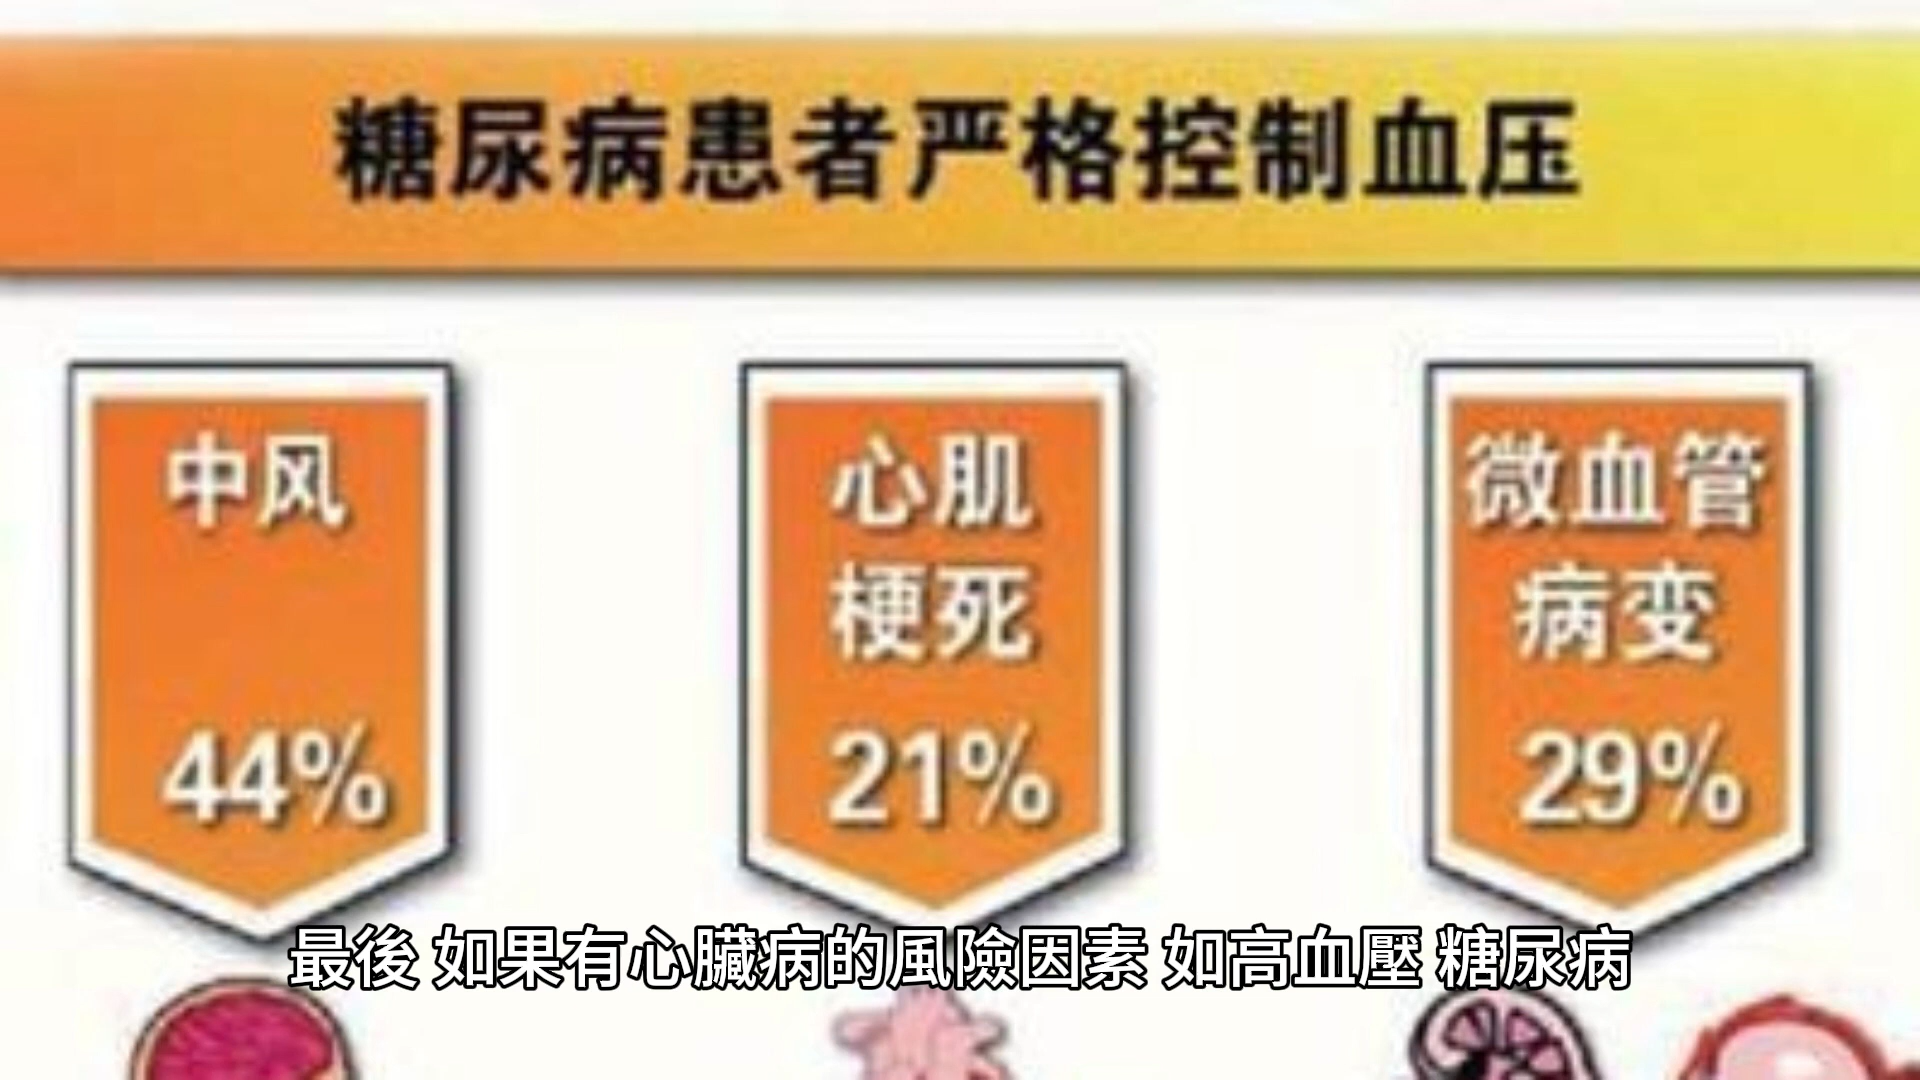 糖尿病患者严格控制血压
中风
44%
心肌
梗死
21%
微血管
病变
29%
最後 如果有心臟病的風險因素 如高血壓 糖尿病